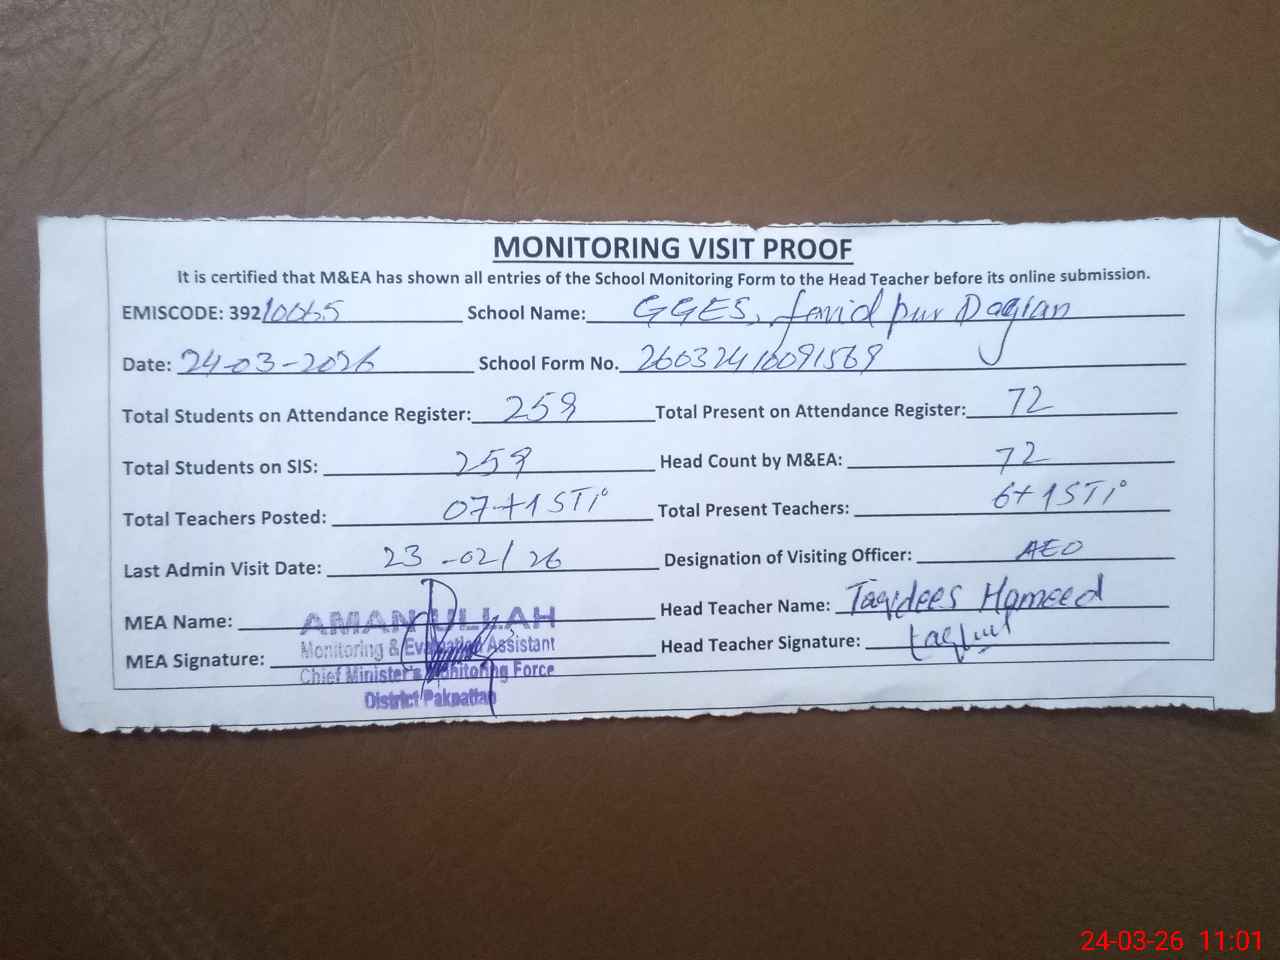 MONITORING VISIT PROOF
It is certified that M&EA has shown all entries of the School Monitoring Form to the Head Teacher before its online submission.
EMISCODE: 39210065 School Name: GGES, Farid pur Dogran
Date: 24-03-2026 School Form No. 26032410091569
Total Students on Attendance Register: 259 Total Present on Attendance Register: 72
Total Students on SIS: 259 Head Count by M&EA: 72
Total Teachers Posted: 07+1 STi Total Present Teachers: 6+1 STi
Last Admin Visit Date: 23-02/26 Designation of Visiting Officer: AEO
MEA Name: AMANULLAH Head Teacher Name: Hameed
Monitoring & Evaluation Assistant
MEA Signature: Head Teacher Signature:
Chief Minister's Monitoring Force
District Pakpattan
24-03-26 11:01